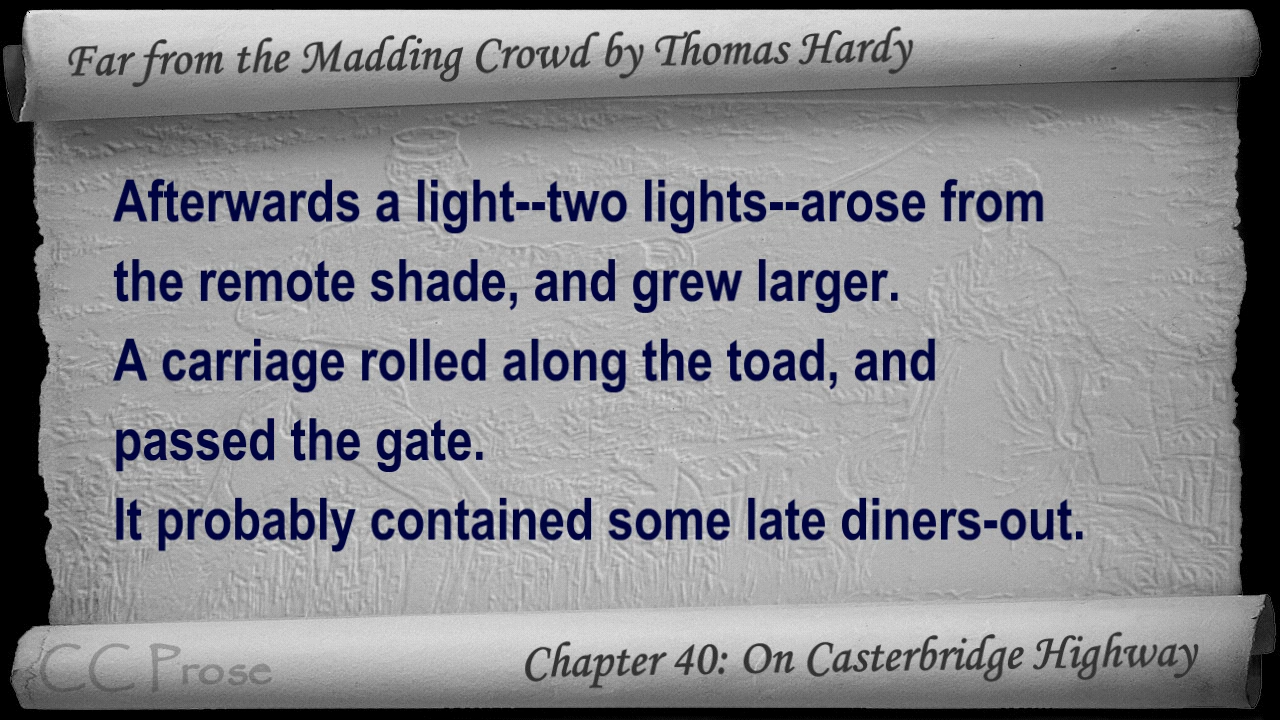 Far from the Madding Crowd by Thomas Hardy
Afterwards a light--two lights--arose from
the remote shade, and grew larger.
A carriage rolled along the toad, and
passed the gate.
It probably contained some late diners-out.
CC Prose
Chapter 40: On Casterbridge Highway